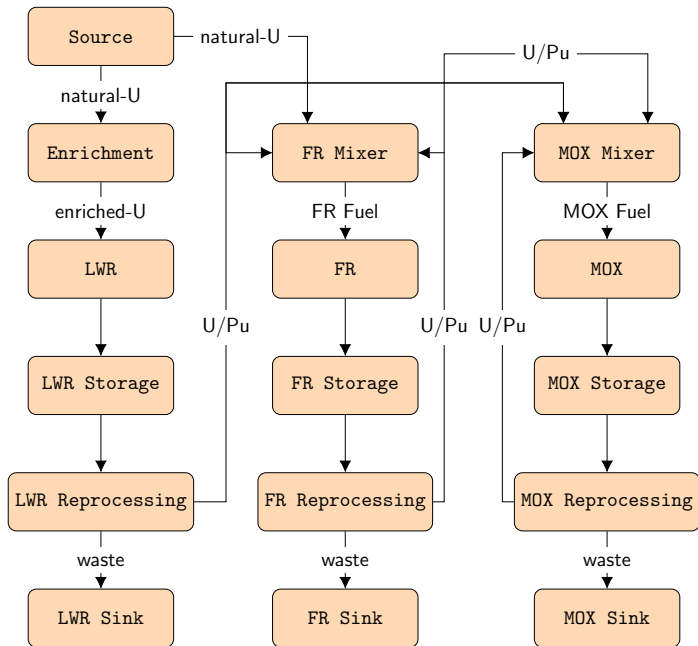 Source
natural-U
U/Pu
natural-U
Enrichment
FR Mixer
MOX Mixer
enriched-U
FR Fuel
MOX Fuel
LWR
FR
MOX
U/Pu
U/Pu
U/Pu
LWR Storage
FR Storage
MOX Storage
LWR Reprocessing
FR Reprocessing
MOX Reprocessing
waste
waste
waste
LWR Sink
FR Sink
MOX Sink